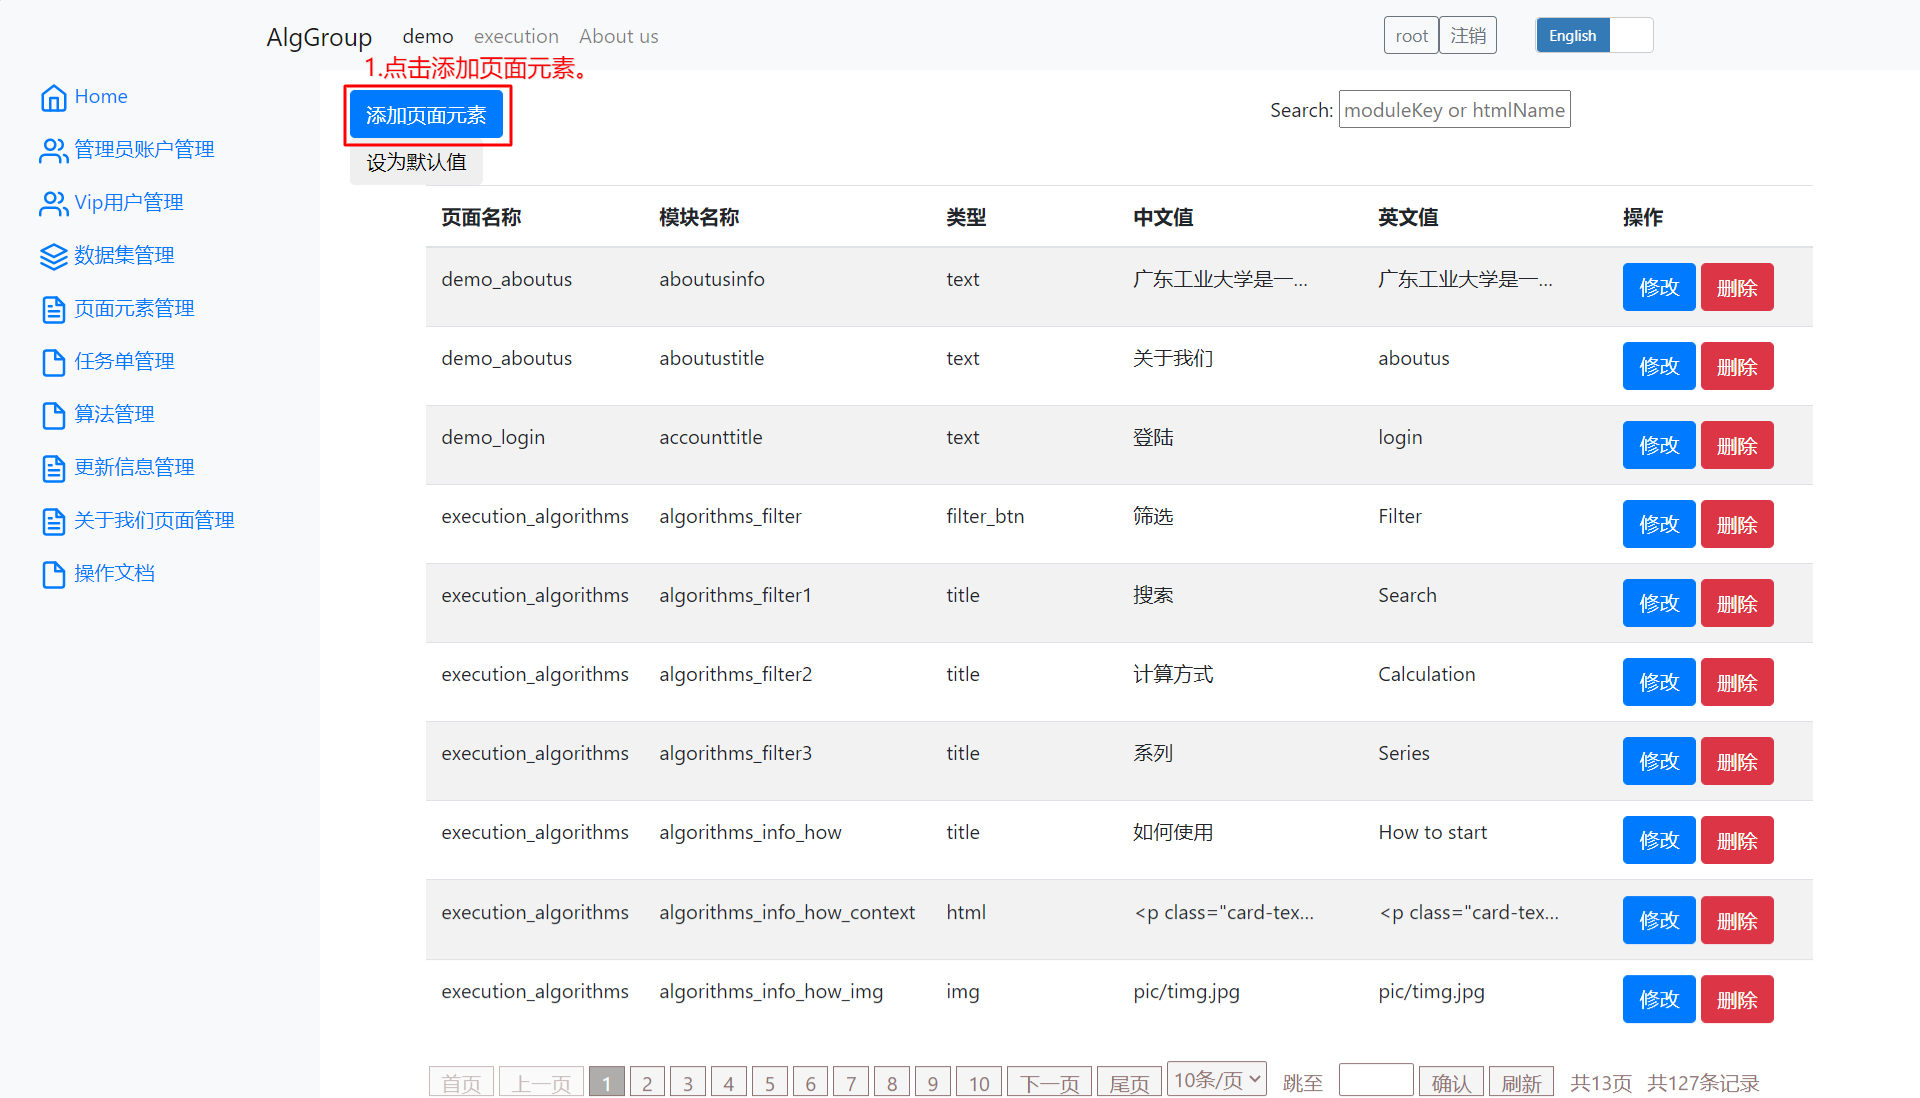 AlgGroup demo execution About us root 注销 English
1.点击添加页面元素。
Home
管理员账户管理
Vip用户管理
数据集管理
页面元素管理
任务单管理
算法管理
更新信息管理
关于我们页面管理
操作文档
添加页面元素
Search: moduleKey or htmlName
设为默认值
页面名称 模块名称 类型 中文值 英文值 操作
demo_aboutus aboutusinfo text 广东工业大学是一... 广东工业大学是一... 修改 删除
demo_aboutus aboutustitle text 关于我们 aboutus 修改 删除
demo_login accounttitle text 登陆 login 修改 删除
execution_algorithms algorithms_filter filter_btn 筛选 Filter 修改 删除
execution_algorithms algorithms_filter1 title 搜索 Search 修改 删除
execution_algorithms algorithms_filter2 title 计算方式 Calculation 修改 删除
execution_algorithms algorithms_filter3 title 系列 Series 修改 删除
execution_algorithms algorithms_info_how title 如何使用 How to start 修改 删除
execution_algorithms algorithms_info_how_context html <p class="card-tex... <p class="card-tex... 修改 删除
execution_algorithms algorithms_info_how_img img pic/timg.jpg pic/timg.jpg 修改 删除
首页 上一页 1 2 3 4 5 6 7 8 9 10 下一页 尾页 10条/页 跳至 确认 刷新 共13页 共127条记录